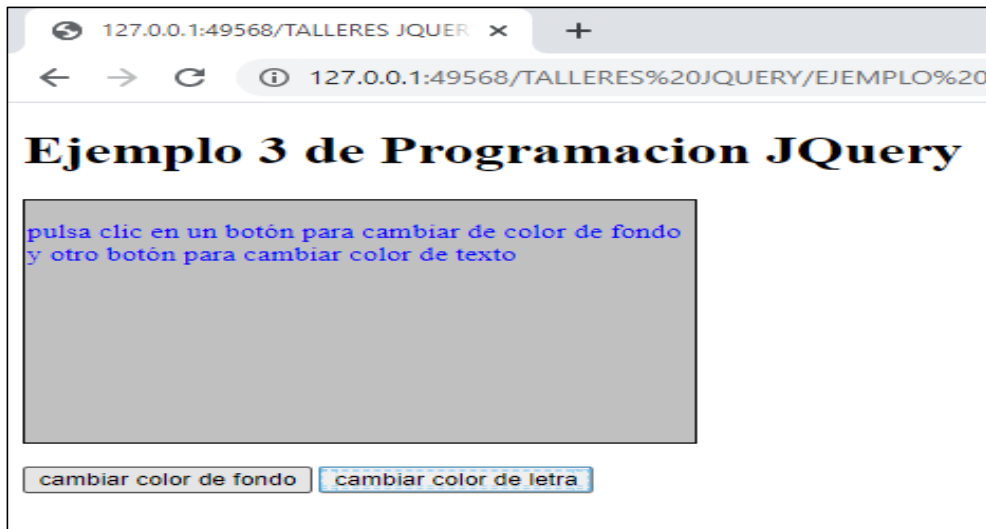 127.0.0.1:49568/TALLERES JQUER
127.0.0.1:49568/TALLERES%20JQUERY/EJEMPLO%20
Ejemplo 3 de Programacion JQuery
pulsa clic en un botón para cambiar de color de fondo
y otro botón para cambiar color de texto
cambiar color de fondo cambiar color de letra